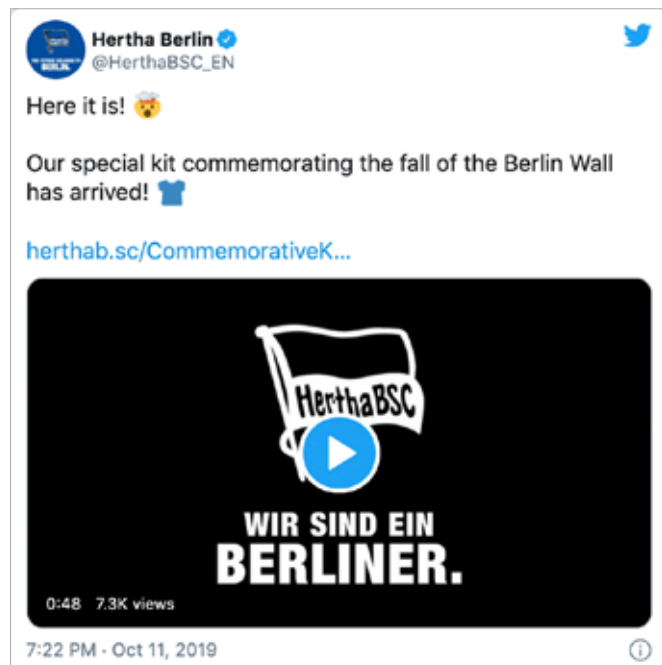 Hertha Berlin
@HerthaBSC_EN
Here it is! 🤯
Our special kit commemorating the fall of the Berlin Wall
has arrived! 👕
herthab.sc/CommemorativeK...
HerthaBSC
WIR SIND EIN
BERLINER.
0:48 7.3K views
7:22 PM · Oct 11, 2019